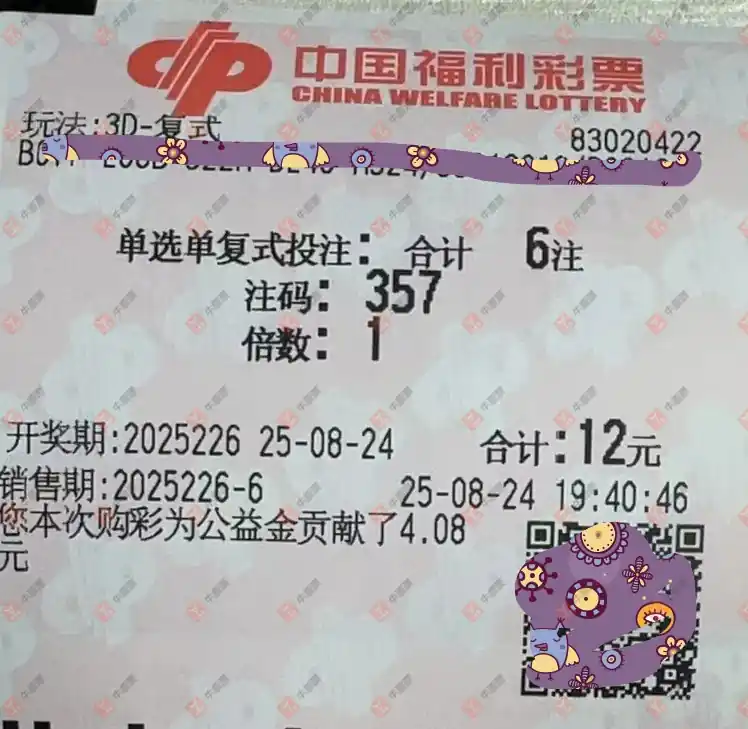 中国福利彩票
CHINA WELFARE LOTTERY
玩法:3D-复式
83020422
单选单复式投注: 合计 6注
注码: 357
倍数: 1
开奖期:2025226 25-08-24 合计:12元
销售期:2025226-6 25-08-24 19:40:46
您本次购彩为公益金贡献了4.08
元